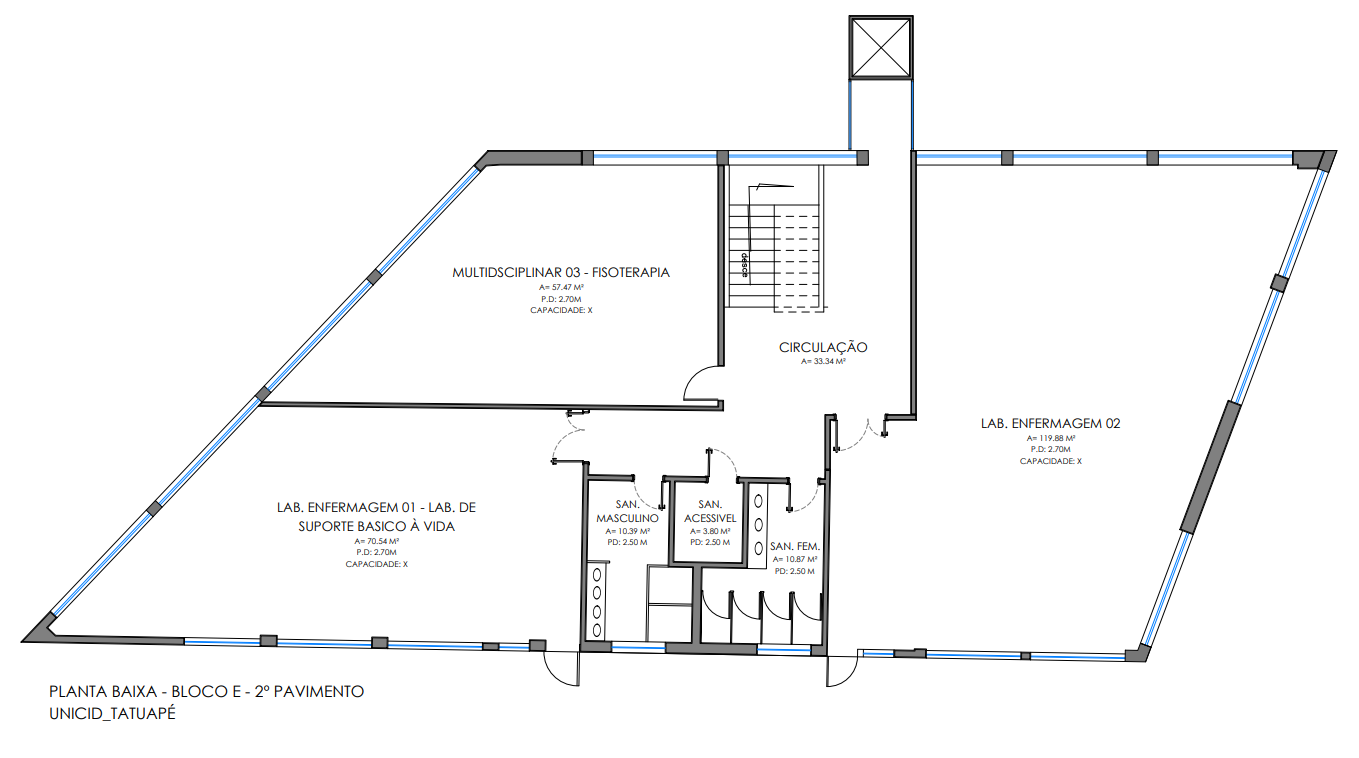 MULTIDSCIPLINAR 03 - FISOTERAPIA
A= 57.47 M²
P.D: 2.70M
CAPACIDADE: X
desce
CIRCULAÇÃO
A= 33.34 M²
LAB. ENFERMAGEM 02
A= 119.88 M²
P.D: 2.70M
CAPACIDADE: X
LAB. ENFERMAGEM 01 - LAB. DE
SUPORTE BASICO À VIDA
A= 70.54 M²
P.D: 2.70M
CAPACIDADE: X
SAN.
MASCULINO
A= 10.39 M²
PD: 2.50 M
SAN.
ACESSIVEL
A= 3.80 M²
PD: 2.50 M
SAN. FEM.
A= 10.87 M²
PD: 2.50 M
PLANTA BAIXA - BLOCO E - 2º PAVIMENTO
UNICID_TATUAPÉ